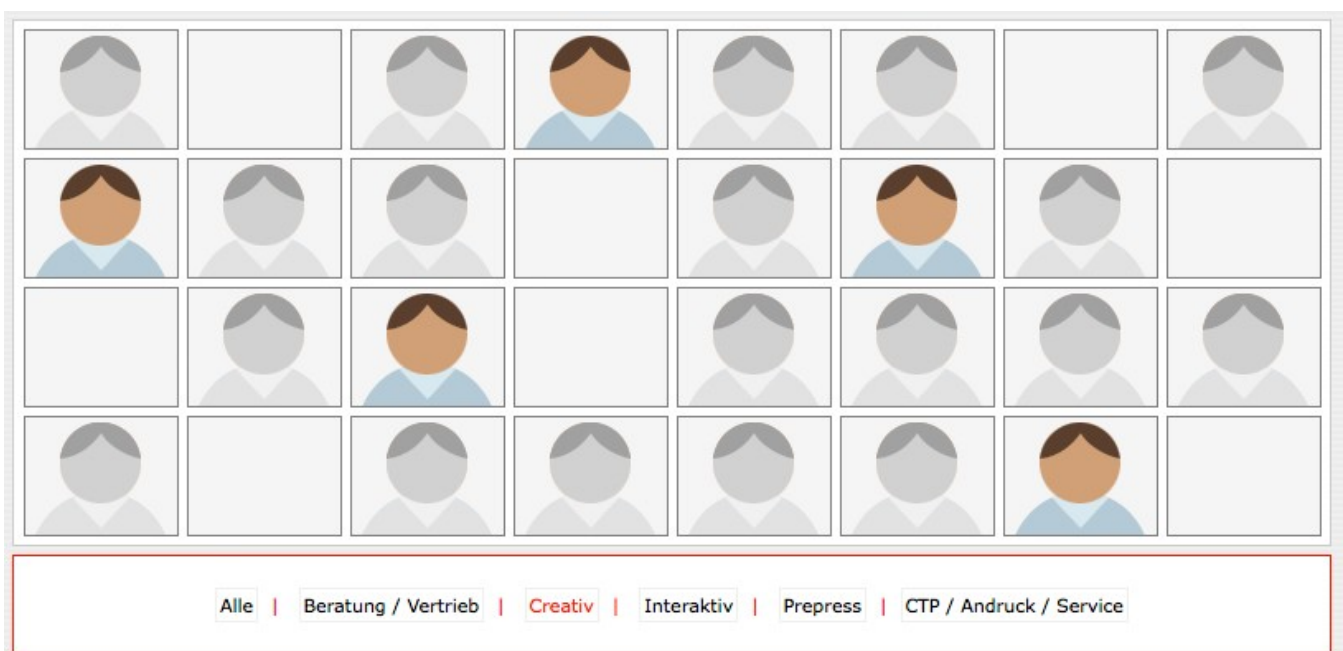 Alle | Beratung / Vertrieb | Creativ | Interaktiv | Prepress | CTP / Andruck / Service